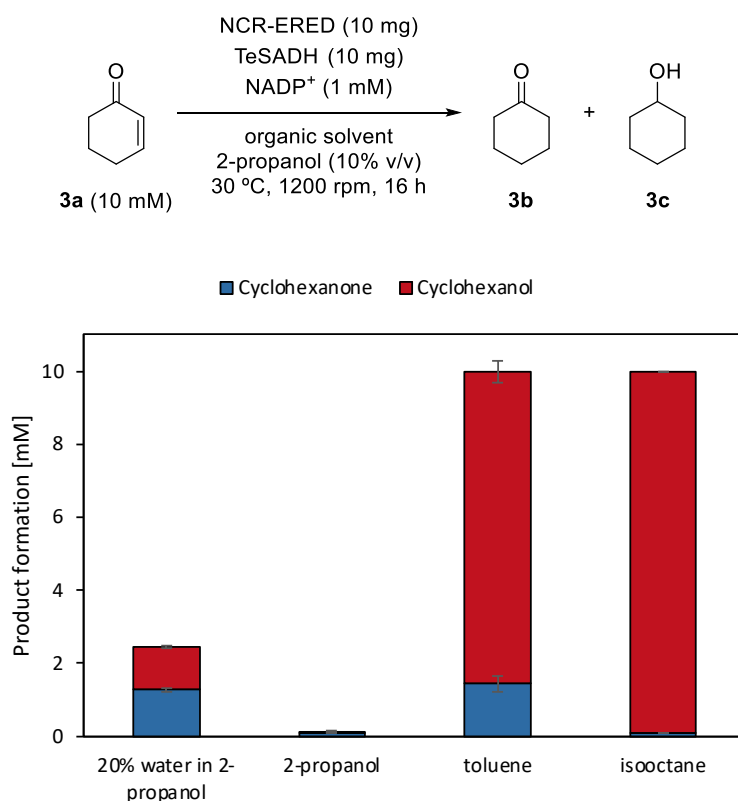 NCR-ERED (10 mg)
TeSADH (10 mg)
NADP⁺ (1 mM)
organic solvent
2-propanol (10% v/v)
30 ºC, 1200 rpm, 16 h
O
3a (10 mM)
O
3b
+
OH
3c
Cyclohexanone
Cyclohexanol
Product formation [mM]
10
8
6
4
2
0
20% water in 2-
propanol
2-propanol
toluene
isooctane